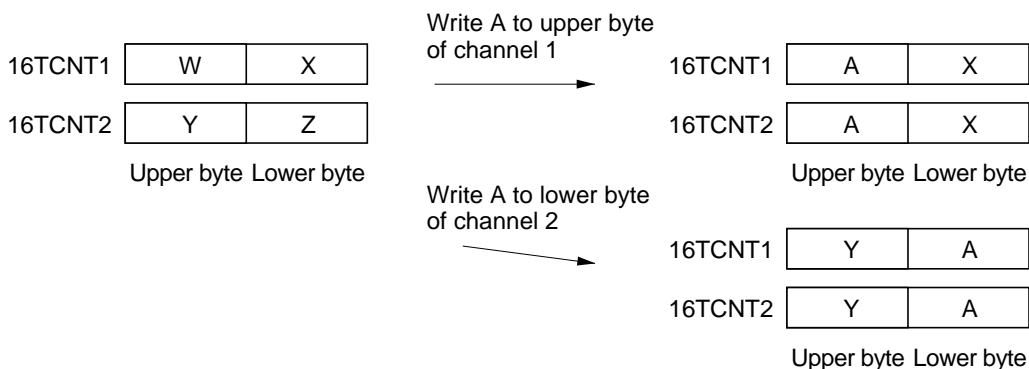 Write A to upper byte
of channel 1
16TCNT1 W X
16TCNT2 Y Z
Upper byte Lower byte
16TCNT1 A X
16TCNT2 A X
Upper byte Lower byte
Write A to lower byte
of channel 2
16TCNT1 Y A
16TCNT2 Y A
Upper byte Lower byte